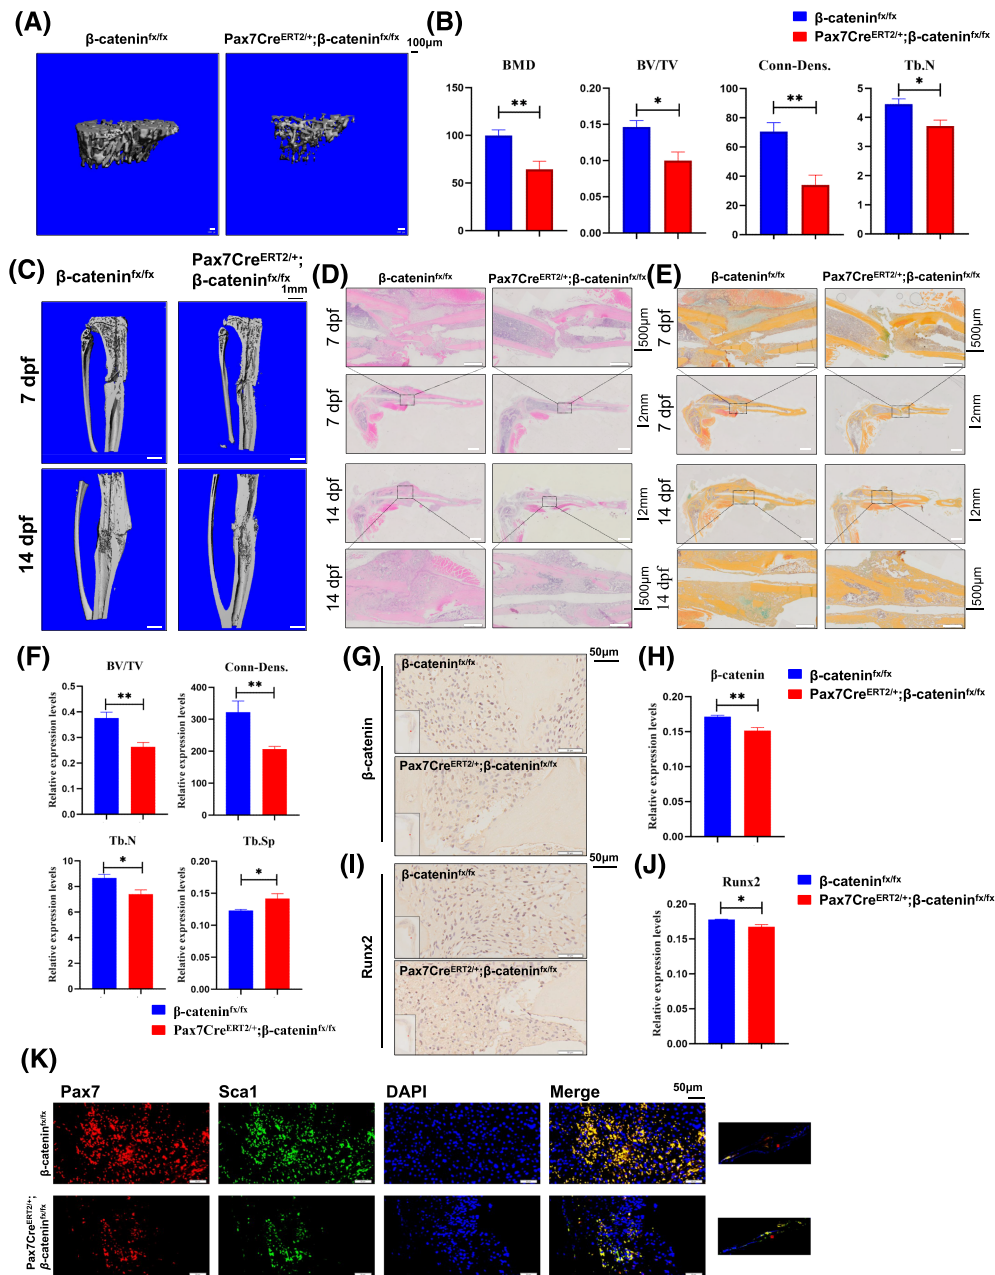 (A)
β-catenin^fx/fx
Pax7Cre^ERT2/+;β-catenin^fx/fx
100μm
(B)
β-catenin^fx/fx
Pax7Cre^ERT2/+;β-catenin^fx/fx
BMD
**
150
100
50
0
BV/TV
*
0.20
0.15
0.10
0.05
0.00
Conn-Dens.
**
100
80
60
40
20
0
Tb.N
*
5
4
3
2
1
0
(C)
β-catenin^fx/fx
Pax7Cre^ERT2/+;
β-catenin^fx/fx
1mm
7 dpf
14 dpf
(D)
β-catenin^fx/fx
Pax7Cre^ERT2/+;β-catenin^fx/fx
7 dpf
500μm
7 dpf
2mm
14 dpf
2mm
14 dpf
500μm
(E)
β-catenin^fx/fx
Pax7Cre^ERT2/+;β-catenin^fx/fx
7 dpf
500μm
7 dpf
2mm
14 dpf
2mm
14 dpf
500μm
(F)
BV/TV
**
Relative expression levels
0.5
0.4
0.3
0.2
0.1
0.0
Conn-Dens.
**
Relative expression levels
400
300
200
100
0
Tb.N
*
Relative expression levels
10
8
6
4
2
0
Tb.Sp
*
Relative expression levels
0.20
0.15
0.10
0.05
0.00
β-catenin^fx/fx
Pax7Cre^ERT2/+;β-catenin^fx/fx
(G)
50μm
β-catenin
β-catenin^fx/fx
Pax7Cre^ERT2/+;β-catenin^fx/fx
(H)
β-catenin
**
Relative expression levels
0.20
0.15
0.10
0.05
0.00
β-catenin^fx/fx
Pax7Cre^ERT2/+;β-catenin^fx/fx
(I)
50μm
Runx2
β-catenin^fx/fx
Pax7Cre^ERT2/+;β-catenin^fx/fx
(J)
Runx2
*
Relative expression levels
0.20
0.15
0.10
0.05
0.00
β-catenin^fx/fx
Pax7Cre^ERT2/+;β-catenin^fx/fx
(K)
Pax7
Sca1
DAPI
Merge
50μm
β-catenin^fx/fx
Pax7Cre^ERT2/+;
β-catenin^fx/fx